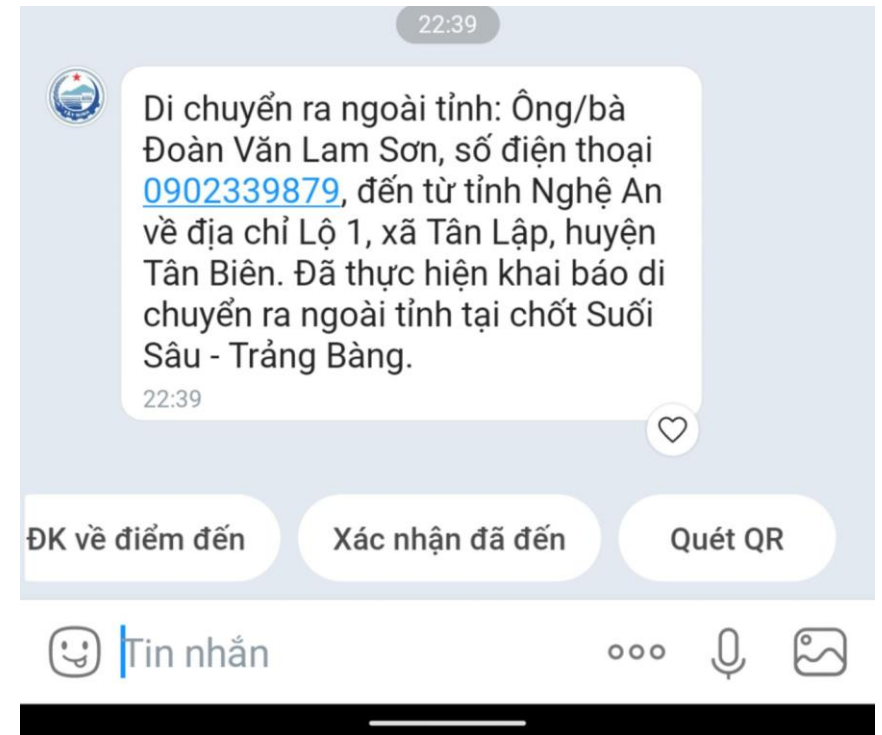 22:39
Di chuyển ra ngoài tỉnh: Ông/bà
Đoàn Văn Lam Sơn, số điện thoại
0902339879, đến từ tỉnh Nghệ An
về địa chỉ Lộ 1, xã Tân Lập, huyện
Tân Biên. Đã thực hiện khai báo di
chuyển ra ngoài tỉnh tại chốt Suối
Sâu - Trảng Bàng.
22:39
ĐK về điểm đến
Xác nhận đã đến
Quét QR
Tin nhắn